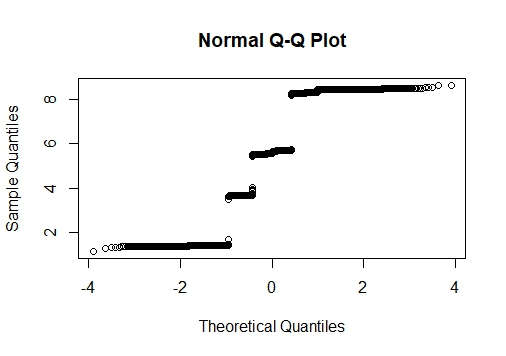 Normal Q-Q Plot
Sample Quantiles
8
6
4
2
-4 -2 0 2 4
Theoretical Quantiles